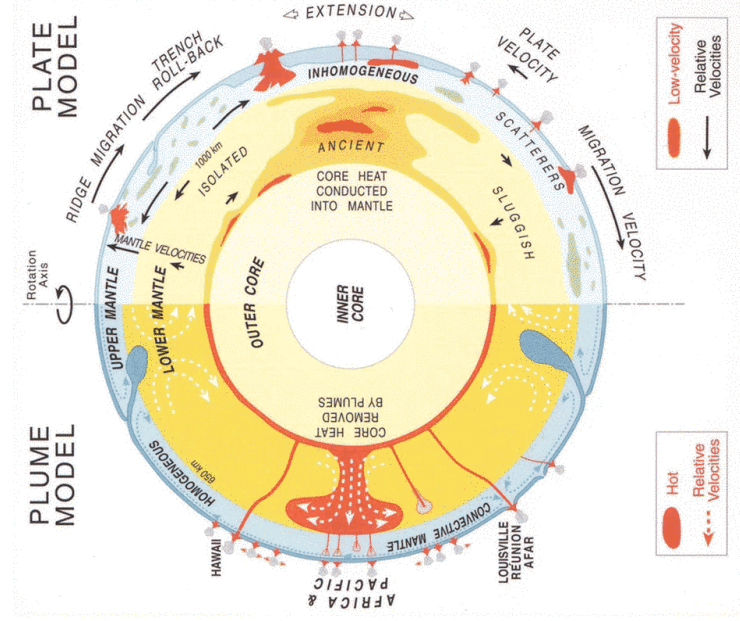 PLATE
MODEL
RIDGE MIGRATION
TRENCH
ROLL-BACK
EXTENSION
PLATE
VELOCITY
MIGRATION VELOCITY
Low-velocity
Relative
Velocities
INHOMOGENEOUS
SCATTERERS
1000 km
ISOLATED
ANCIENT
SLUGGISH
CORE HEAT
CONDUCTED
INTO MANTLE
MANTLE VELOCITIES
Rotation
Axis
UPPER MANTLE
LOWER MANTLE
OUTER CORE
INNER
CORE
CORE HEAT
REMOVED
BY PLUMES
PLUME
MODEL
HOMOGENEOUS
650 km
CONVECTIVE MANTLE
HAWAII
AFRICA &
PACIFIC
LOUISVILLE
REUNION
AFAR
Hot
Relative
Velocities